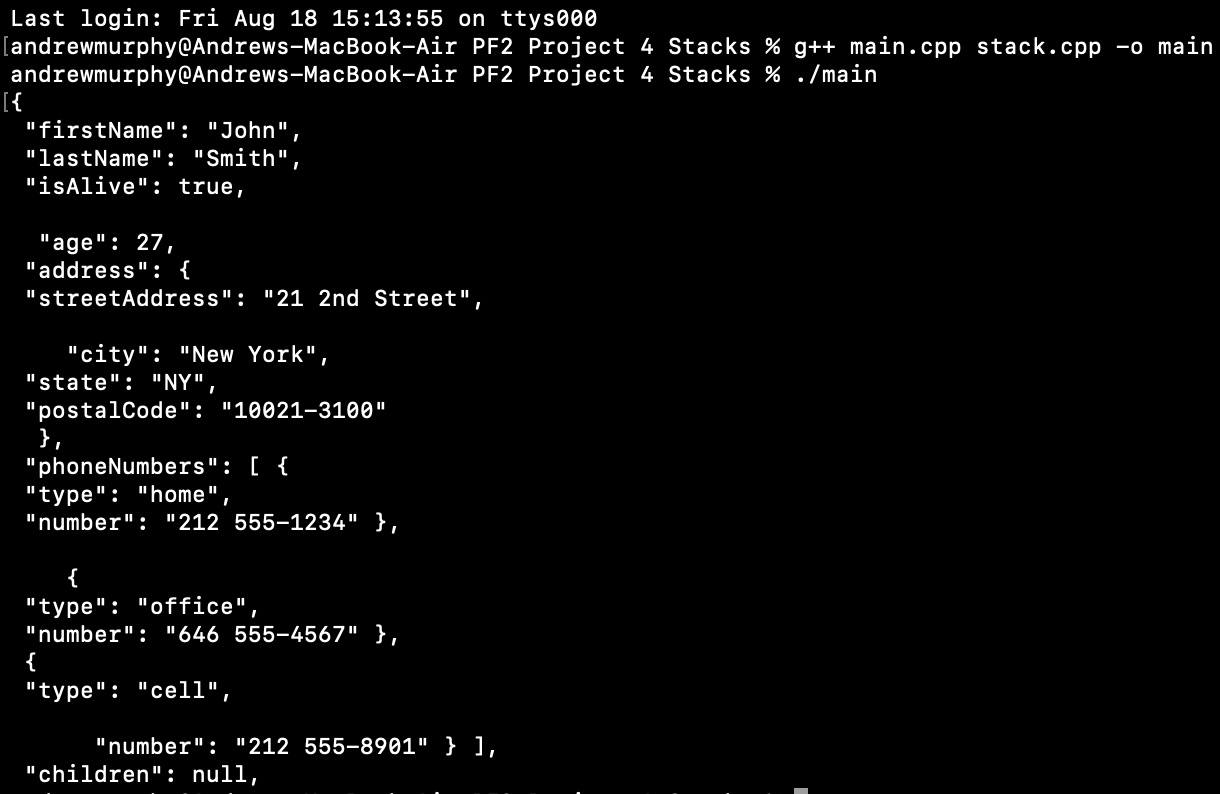 Last login: Fri Aug 18 15:13:55 on ttys000
[andrewmurphy@Andrews-MacBook-Air PF2 Project 4 Stacks % g++ main.cpp stack.cpp -o main
andrewmurphy@Andrews-MacBook-Air PF2 Project 4 Stacks % ./main
[{
"firstName": "John",
"lastName": "Smith",
"isAlive": true,
"age": 27,
"address": {
"streetAddress": "21 2nd Street",
"city": "New York",
"state": "NY",
"postalCode": "10021-3100"
},
"phoneNumbers": [ {
"type": "home",
"number": "212 555-1234" },
{
"type": "office",
"number": "646 555-4567" },
{
"type": "cell",
"number": "212 555-8901" } ],
"children": null,